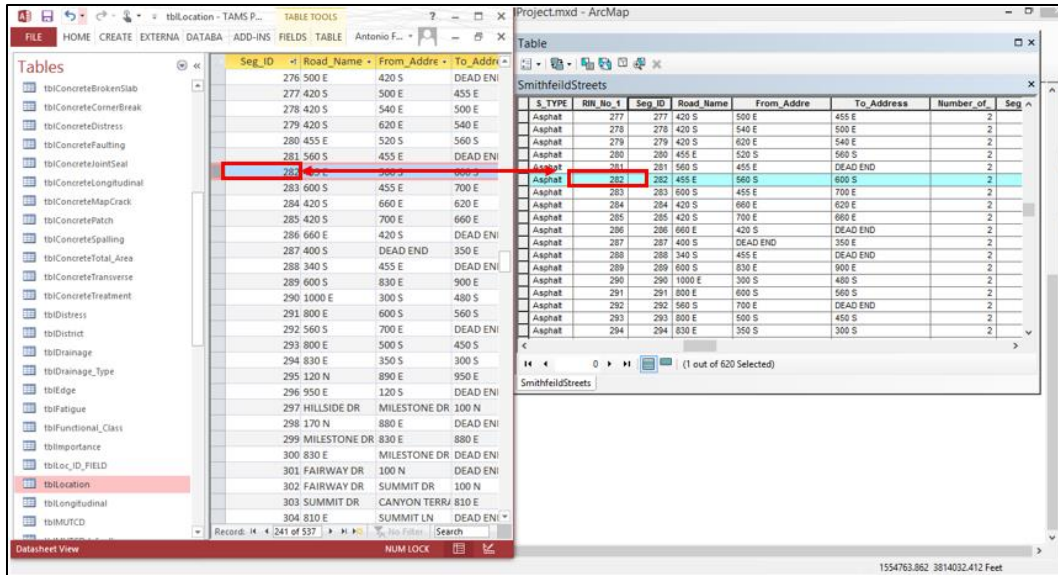 tblLocation - TAMS P... TABLE TOOLS ? Antonio F...
FILE HOME CREATE EXTERNA DATABA ADD-INS FIELDS TABLE
Tables
tblConcreteBrokenSlab
tblConcreteCornerBreak
tblConcreteDistress
tblConcreteFaulting
tblConcreteJointSeal
tblConcreteLongitudinal
tblConcreteMapCrack
tblConcretePatch
tblConcreteSpalling
tblConcreteTotal_Area
tblConcreteTransverse
tblConcreteTreatment
tblDistress
tblDistrict
tblDrainage
tblDrainage_Type
tblEdge
tblFatigue
tblFunctional_Class
tblImportance
tblLoc_ID_FIELD
tblLocation
tblLongitudinal
tblMUTCD
Seg_ID Road_Name From_Addre To_Addre
276 500 E 420 S DEAD EN
277 420 S 500 E 455 E
278 420 S 540 E 500 E
279 420 S 620 E 540 E
280 455 E 520 S 560 S
281 560 S 455 E DEAD EN
282
283 600 S 455 E 700 E
284 420 S 660 E 620 E
285 420 S 700 E 660 E
286 660 E 420 S DEAD EN
287 400 S DEAD END 350 E
288 340 S 455 E DEAD EN
289 600 S 830 E 900 E
290 1000 E 300 S 480 S
291 800 E 600 S 560 S
292 560 S 700 E DEAD EN
293 800 E 500 S 450 S
294 830 E 350 S 300 S
295 120 N 890 E 950 E
296 950 E 120 S DEAD EN
297 HILLSIDE DR MILESTONE DR 100 N
298 170 N 880 E DEAD EN
299 MILESTONE DR 830 E 880 E
300 830 E MILESTONE DR DEAD EN
301 FAIRWAY DR 100 N DEAD EN
302 FAIRWAY DR SUMMIT DR 100 N
303 SUMMIT DR CANYON TERRA 810 E
304 810 E SUMMIT LN DEAD EN
Record: 241 of 537 No Filter Search
Datasheet View NUM LOCK
Project.mxd - ArcMap
Table
SmithfeildStreets
S_TYPE RIN_No_1 Seg_ID Road_Name From_Addre To_Address Number_of_ Seg
Asphalt 277 277 420 S 500 E 455 E 2
Asphalt 278 278 420 S 540 E 500 E 2
Asphalt 279 279 420 S 620 E 540 E 2
Asphalt 280 280 455 E 520 S 560 S 2
Asphalt 281 281 560 S 455 E DEAD END 2
Asphalt 282 282 455 E 560 S 600 S 2
Asphalt 283 283 600 S 455 E 700 E 2
Asphalt 284 284 420 S 660 E 620 E 2
Asphalt 285 285 420 S 700 E 660 E 2
Asphalt 286 286 660 E 420 S DEAD END 2
Asphalt 287 287 400 S DEAD END 350 E 2
Asphalt 288 288 340 S 455 E DEAD END 2
Asphalt 289 289 600 S 830 E 900 E 2
Asphalt 290 290 1000 E 300 S 480 S 2
Asphalt 291 291 800 E 600 S 560 S 2
Asphalt 292 292 560 S 700 E DEAD END 2
Asphalt 293 293 800 E 500 S 450 S 2
Asphalt 294 294 830 E 350 S 300 S 2
0 (1 out of 620 Selected)
SmithfeildStreets
1554763.862 3814032.412 Feet